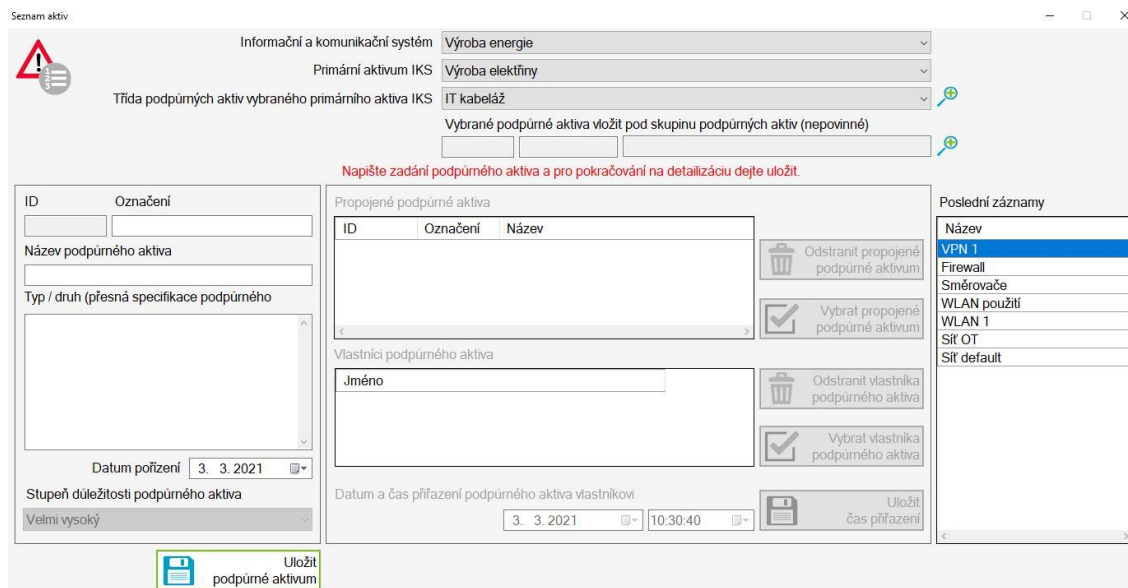 Seznam aktiv
Informační a komunikační systém Výroba energie
Primární aktivum IKS Výroba elektřiny
Třída podpůrných aktiv vybraného primárního aktiva IKS IT kabeláž
Vybrané podpůrné aktiva vložit pod skupinu podpůrných aktiv (nepovinné)
Napište zadání podpůrného aktiva a pro pokračování na detailizáciu dejte uložit.
ID Označení
Název podpůrného aktiva
Typ / druh (přesná specifikace podpůrného
Datum pořízení 3. 3. 2021
Stupeň důležitosti podpůrného aktiva
Velmi vysoký
Uložit
podpůrné aktivum
Propojené podpůrné aktiva
ID Označení Název
Odstranit propojené
podpůrné aktivum
Vybrat propojené
podpůrné aktivum
Vlastníci podpůrného aktiva
Jméno
Odstranit vlastníka
podpůrného aktiva
Vybrat vlastníka
podpůrného aktiva
Datum a čas přiřazení podpůrného aktiva vlastníkovi
3. 3. 2021 10:30:40
Uložit
čas přiřazení
Poslední záznamy
Název
VPN 1
Firewall
Směrovače
WLAN použití
WLAN 1
Síť OT
Síť default